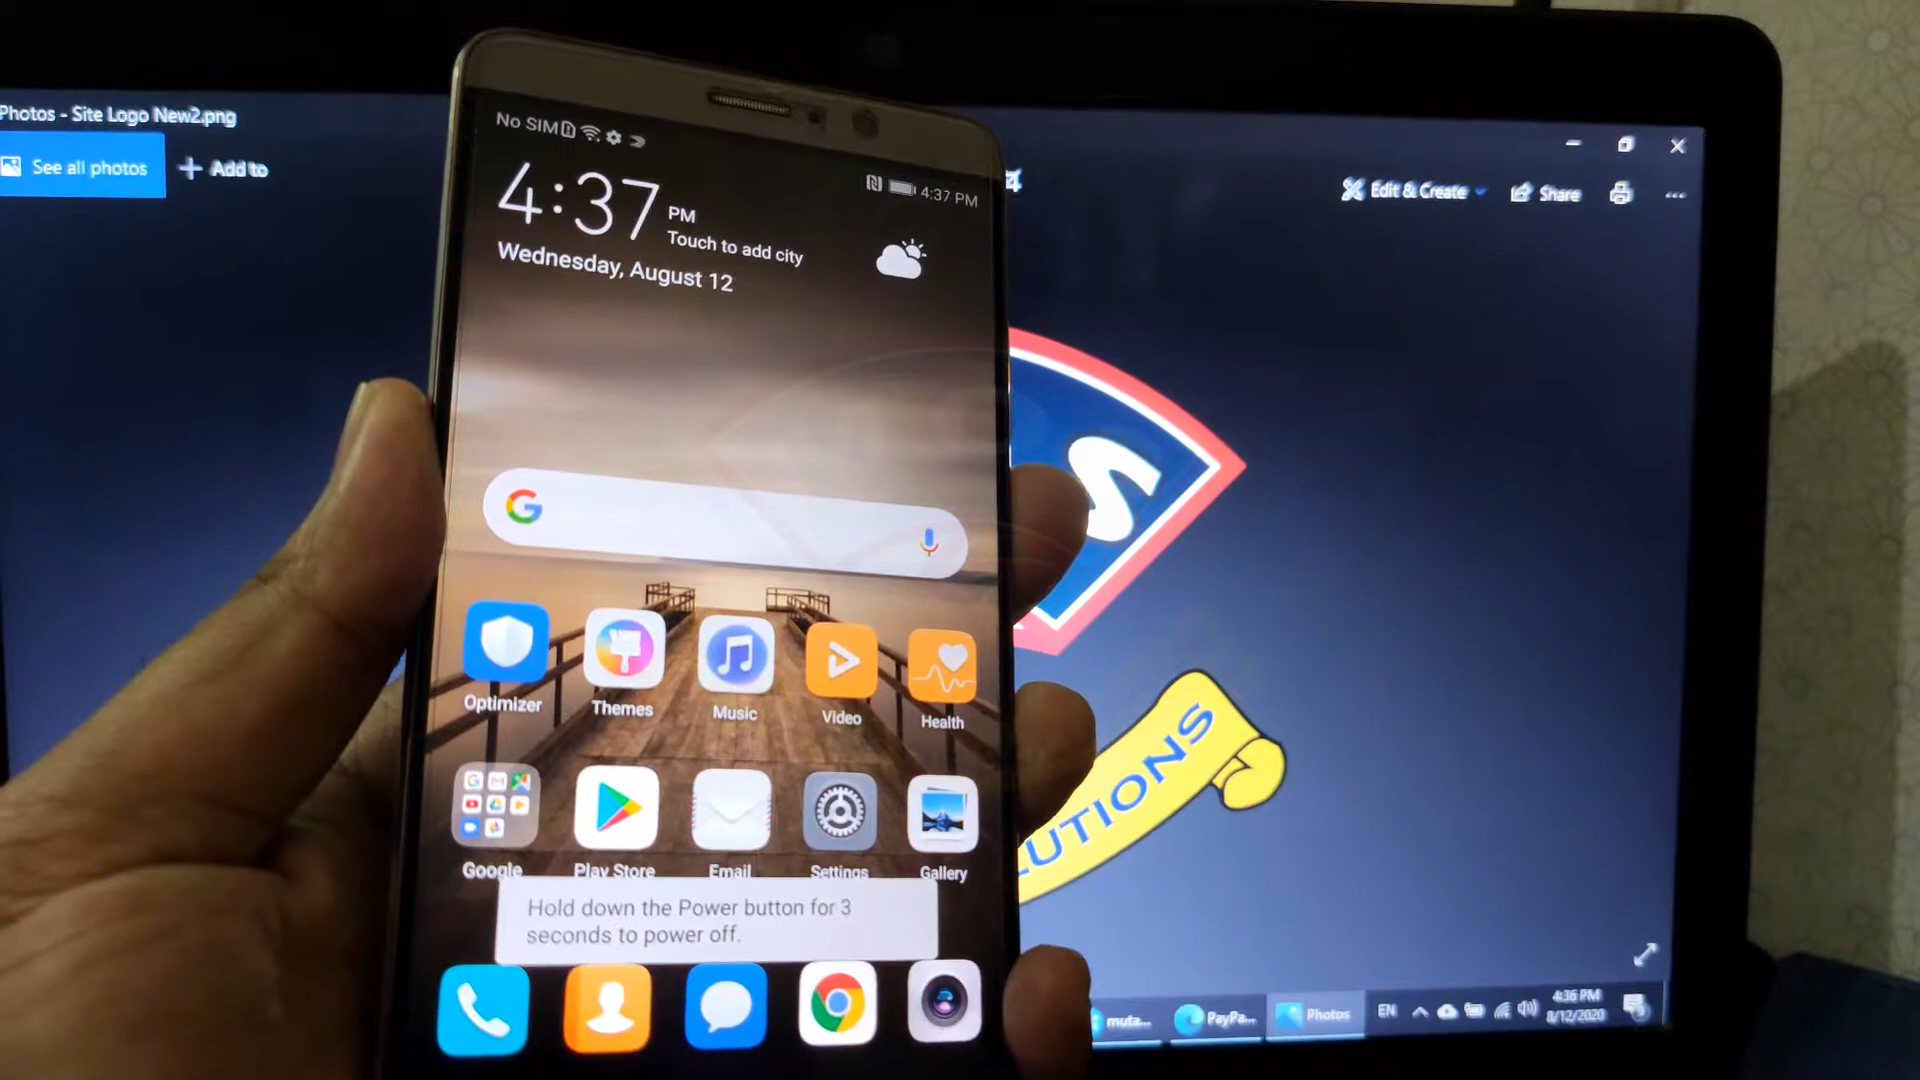 Photos - Site Logo New2.png
See all photos
Add to
Edit & Create
Share
No SIM
4:37 PM
4:37
PM
Touch to add city
Wednesday, August 12
S
Optimizer
Themes
Music
Video
Health
Google
Play Store
Email
Settings
Gallery
Hold down the Power button for 3
seconds to power off.
LUTIONS
muta...
PayPa...
Photos
EN
4:36 PM
8/12/2020